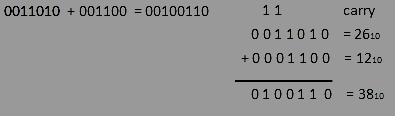 0011010 + 001100 = 00100110
1 1 carry
0 0 1 1 0 1 0 = 26₁₀
+ 0 0 0 1 1 0 0 = 12₁₀
0 1 0 0 1 1 0 = 38₁₀